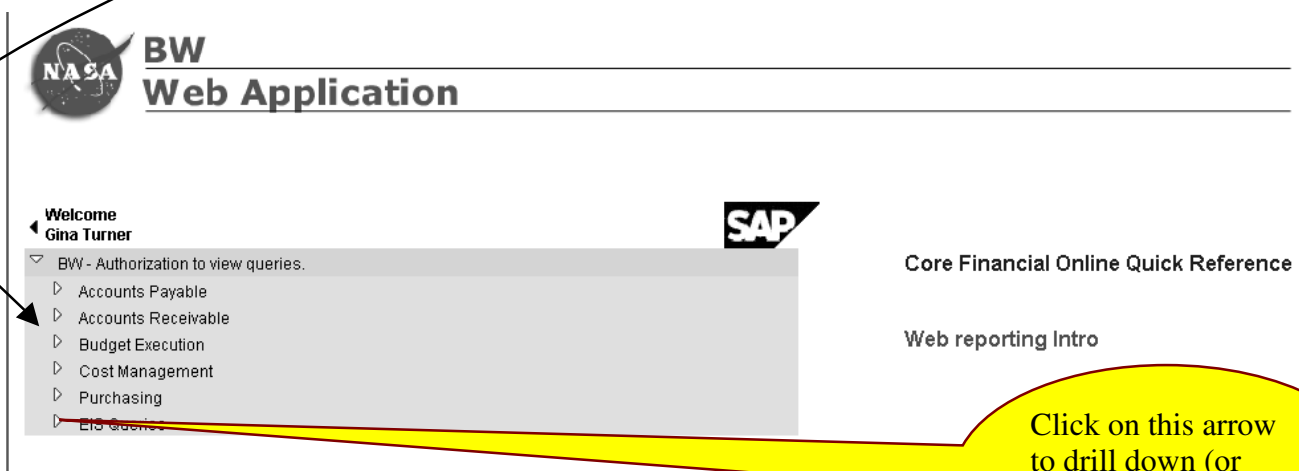 NASA
BW
Web Application
Welcome
Gina Turner
SAP
BW - Authorization to view queries.
Accounts Payable
Accounts Receivable
Budget Execution
Cost Management
Purchasing
EIS Queries
Core Financial Online Quick Reference
Web reporting Intro
Click on this arrow
to drill down (or